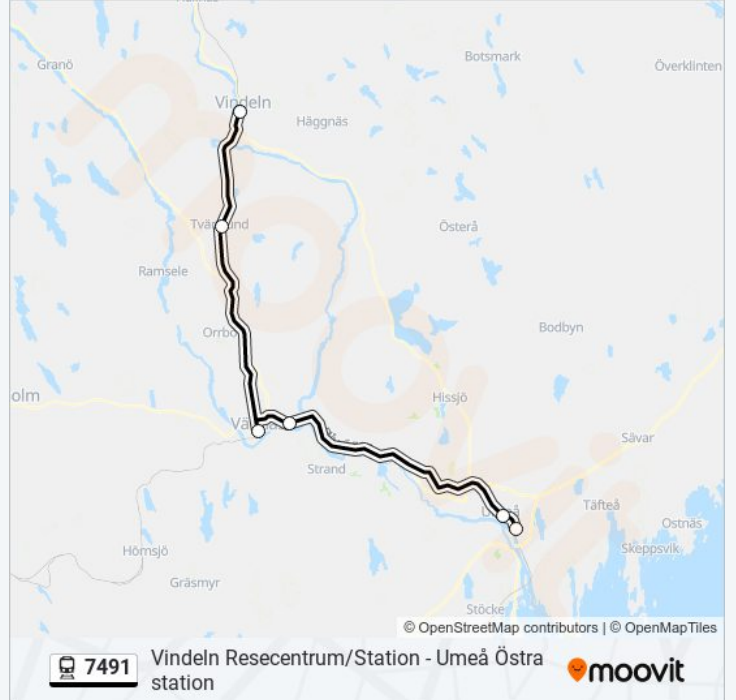 Granö
Botsmark
Överklinten
Vindeln
Häggnäs
Österå
Ramsele
Bodbyn
olm
Hissjö
Sävar
Strand
Täfteå
Ostnäs
Skeppsvik
Hömsjö
Gräsmyr
Stöcke
© OpenStreetMap contributors | © OpenMapTiles
7491
Vindeln Resecentrum/Station - Umeå Östra
station
moovit